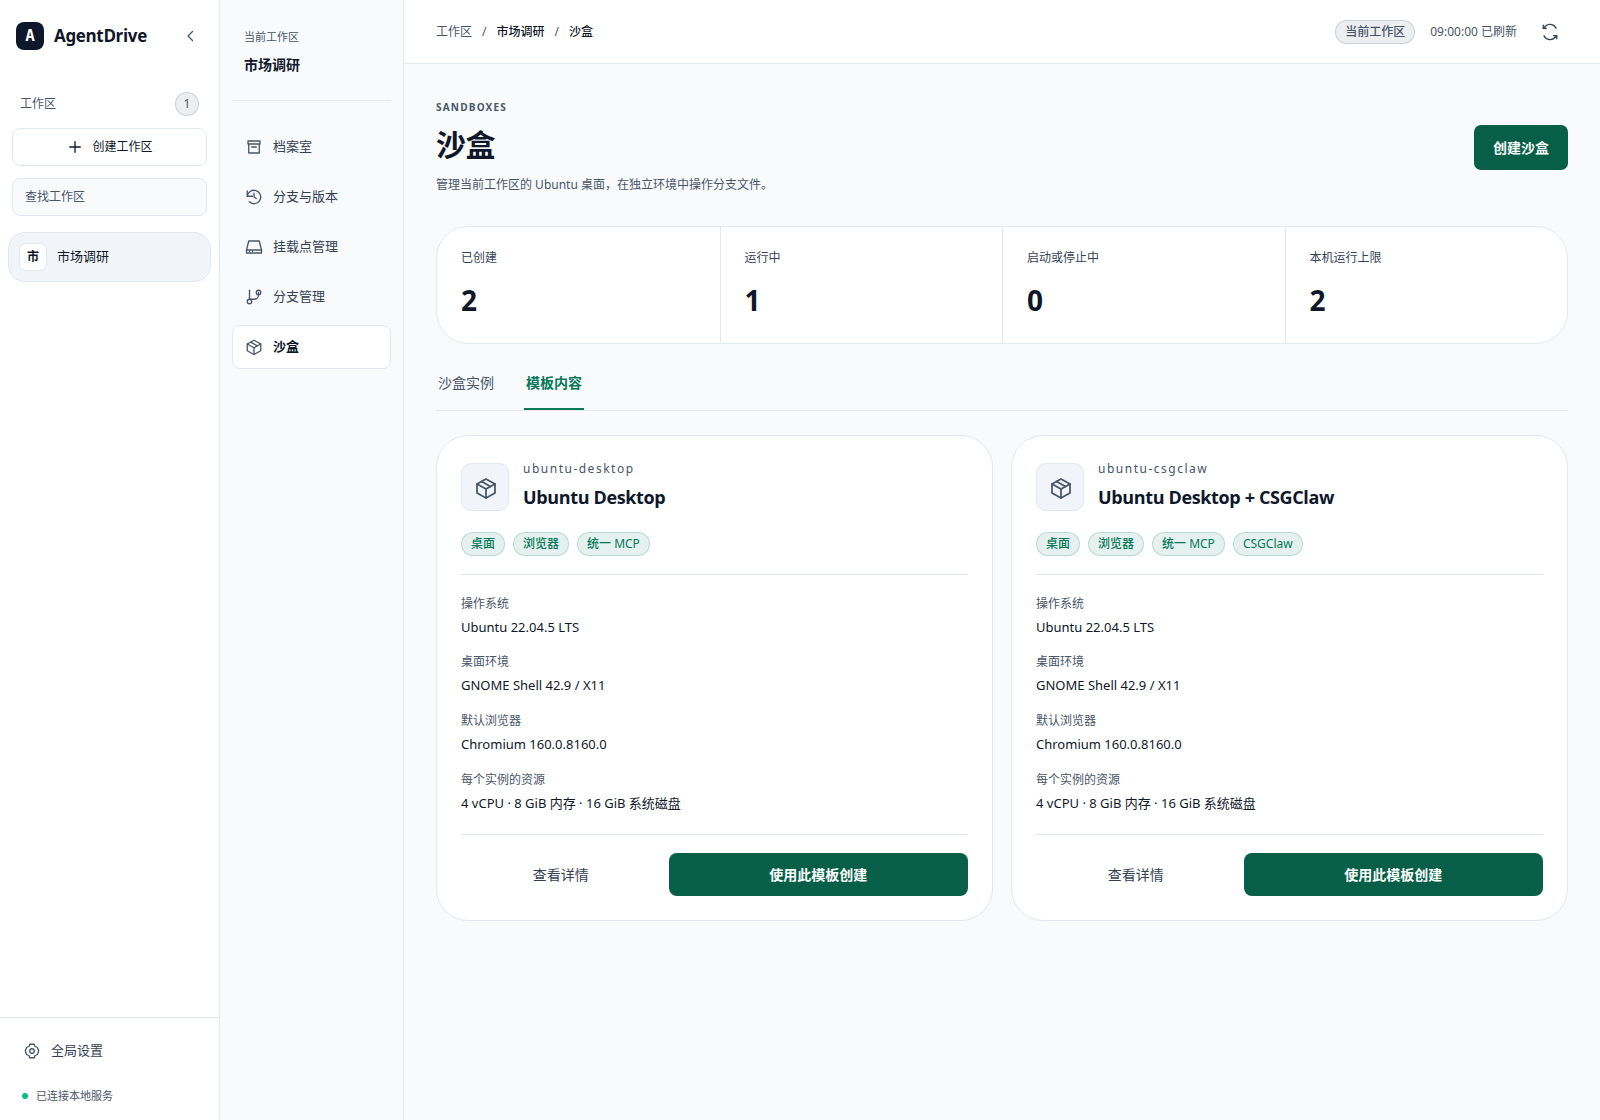 A AgentDrive
工作区 1
创建工作区
查找工作区
市 市场调研
全局设置
已连接本地服务
当前工作区
市场调研
档案室
分支与版本
挂载点管理
分支管理
沙盒
工作区 / 市场调研 / 沙盒
当前工作区 09:00:00 已刷新
SANDBOXES
沙盒
管理当前工作区的 Ubuntu 桌面，在独立环境中操作分支文件。
创建沙盒
已创建
2
运行中
1
启动或停止中
0
本机运行上限
2
沙盒实例 模板内容
ubuntu-desktop
Ubuntu Desktop
桌面 浏览器 统一 MCP
操作系统
Ubuntu 22.04.5 LTS
桌面环境
GNOME Shell 42.9 / X11
默认浏览器
Chromium 160.0.8160.0
每个实例的资源
4 vCPU · 8 GiB 内存 · 16 GiB 系统磁盘
查看详情 使用此模板创建
ubuntu-csgclaw
Ubuntu Desktop + CSGClaw
桌面 浏览器 统一 MCP CSGClaw
操作系统
Ubuntu 22.04.5 LTS
桌面环境
GNOME Shell 42.9 / X11
默认浏览器
Chromium 160.0.8160.0
每个实例的资源
4 vCPU · 8 GiB 内存 · 16 GiB 系统磁盘
查看详情 使用此模板创建